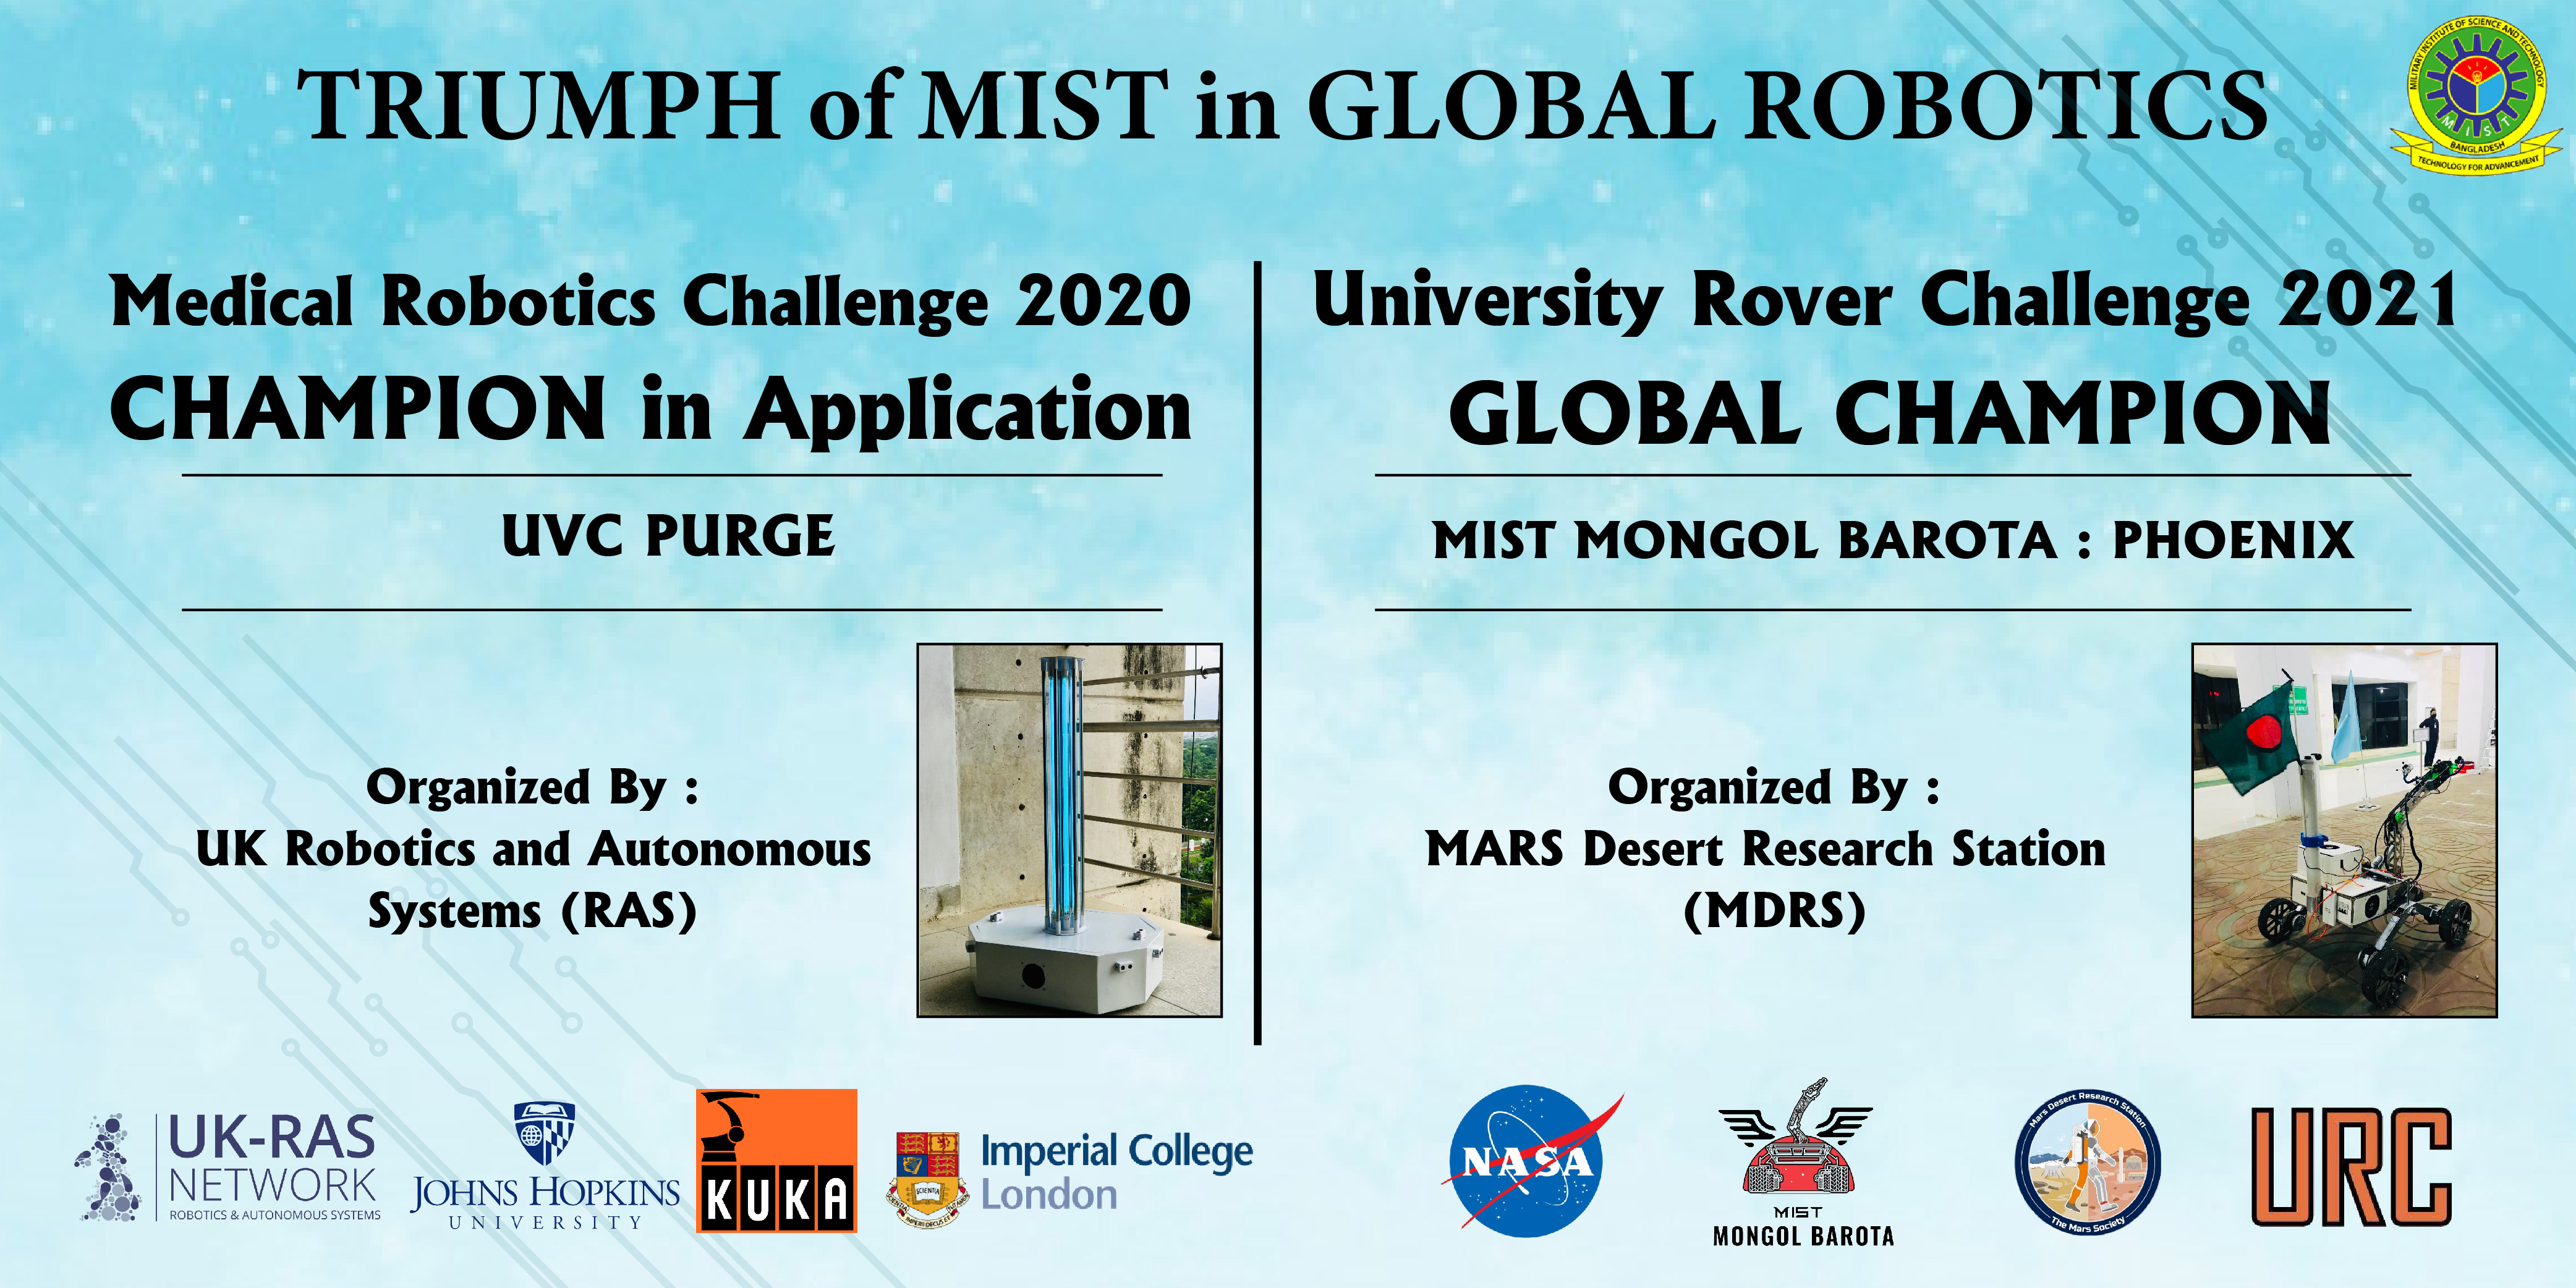 TRIUMPH of MIST in GLOBAL ROBOTICS
MILITARY INSTITUTE OF SCIENCE AND TECHNOLOGY
MIST
BANGLADESH
TECHNOLOGY FOR ADVANCEMENT
Medical Robotics Challenge 2020
CHAMPION in Application
UVC PURGE
Organized By :
UK Robotics and Autonomous
Systems (RAS)
University Rover Challenge 2021
GLOBAL CHAMPION
MIST MONGOL BAROTA : PHOENIX
Organized By :
MARS Desert Research Station
(MDRS)
UK-RAS
NETWORK
ROBOTICS & AUTONOMOUS SYSTEMS
JOHNS HOPKINS
UNIVERSITY
KUKA
SCIENTIA
Imperial College
London
NASA
MIST
MONGOL BAROTA
Mars Desert Research Station
The Mars Society
URC